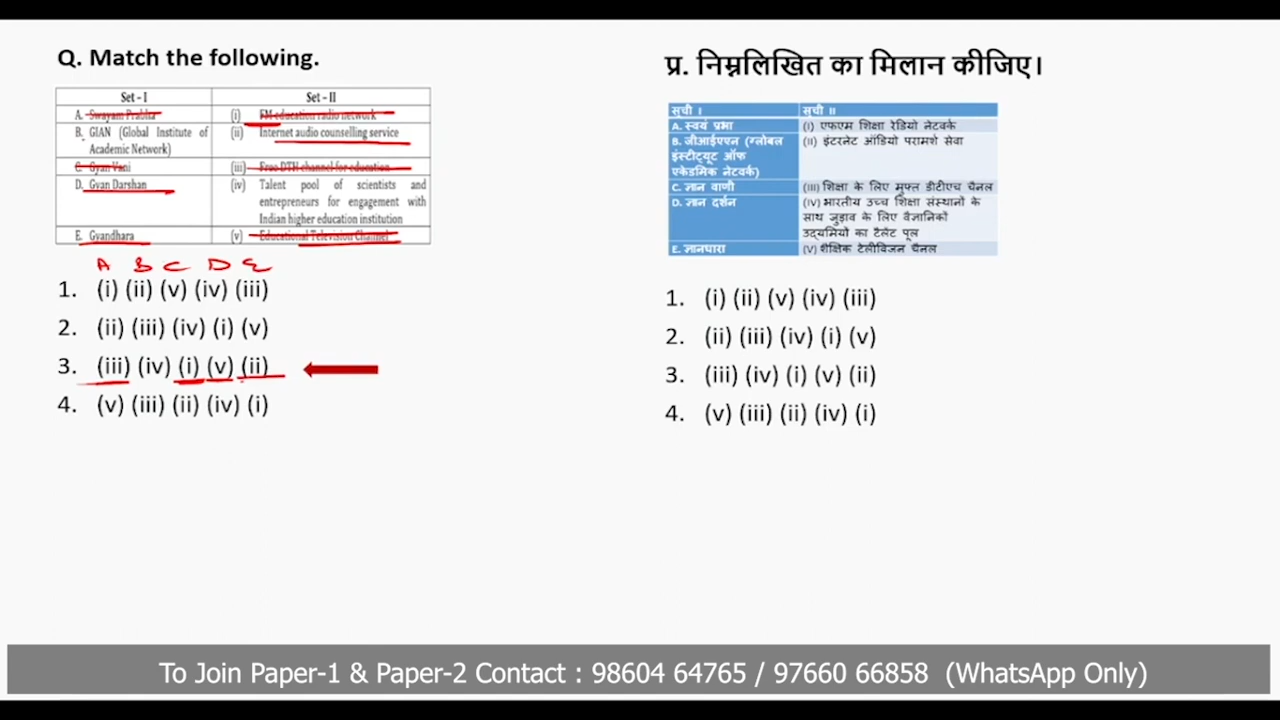 Q. Match the following.
Set - I Set - II
A. Swayam Prabha (i) FM education radio network
B. GIAN (Global Institute of Academic Network) (ii) Internet audio counselling service
C. Gyan Vani (iii) Free DTH channel for education
D. Gyan Darshan (iv) Talent pool of scientists and
entrepreneurs for engagement with
Indian higher education institution
E. Gyandhara (v) Educational Television Channel
A B C D E
1. (i) (ii) (v) (iv) (iii)
2. (ii) (iii) (iv) (i) (v)
3. (iii) (iv) (i) (v) (ii)
4. (v) (iii) (ii) (iv) (i)
प्र. निम्नलिखित का मिलान कीजिए।
सूची I सूची II
A. स्वयं प्रभा (I) एफएम शिक्षा रेडियो नेटवर्क
B. जीआईएएन (ग्लोबल (II) इंटरनेट ऑडियो परामर्श सेवा
इंस्टीट्यूट ऑफ
एकेडमिक नेटवर्क)
C. ज्ञान वाणी (III) शिक्षा के लिए मुफ्त डीटीएच चैनल
D. ज्ञान दर्शन (IV) भारतीय उच्च शिक्षा संस्थानों के
साथ जुड़ाव के लिए वैज्ञानिकों
उद्यमियों का टैलेंट पूल
E. ज्ञानधारा (V) शैक्षिक टेलीविजन चैनल
1. (i) (ii) (v) (iv) (iii)
2. (ii) (iii) (iv) (i) (v)
3. (iii) (iv) (i) (v) (ii)
4. (v) (iii) (ii) (iv) (i)
To Join Paper-1 & Paper-2 Contact : 98604 64765 / 97660 66858 (WhatsApp Only)